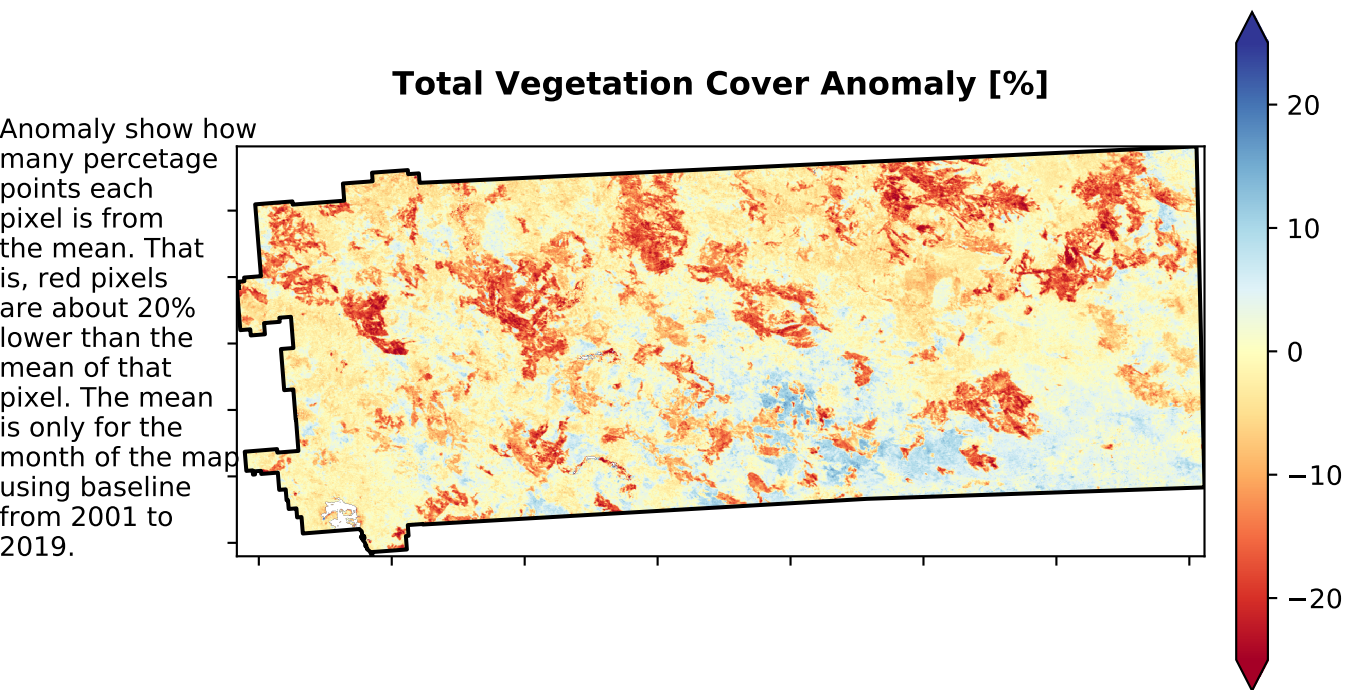 Total Vegetation Cover Anomaly [%]
Anomaly show how
many percetage
points each
pixel is from
the mean. That
is, red pixels
are about 20%
lower than the
mean of that
pixel. The mean
is only for the
month of the map
using baseline
from 2001 to
2019.
20
10
0
−10
−20